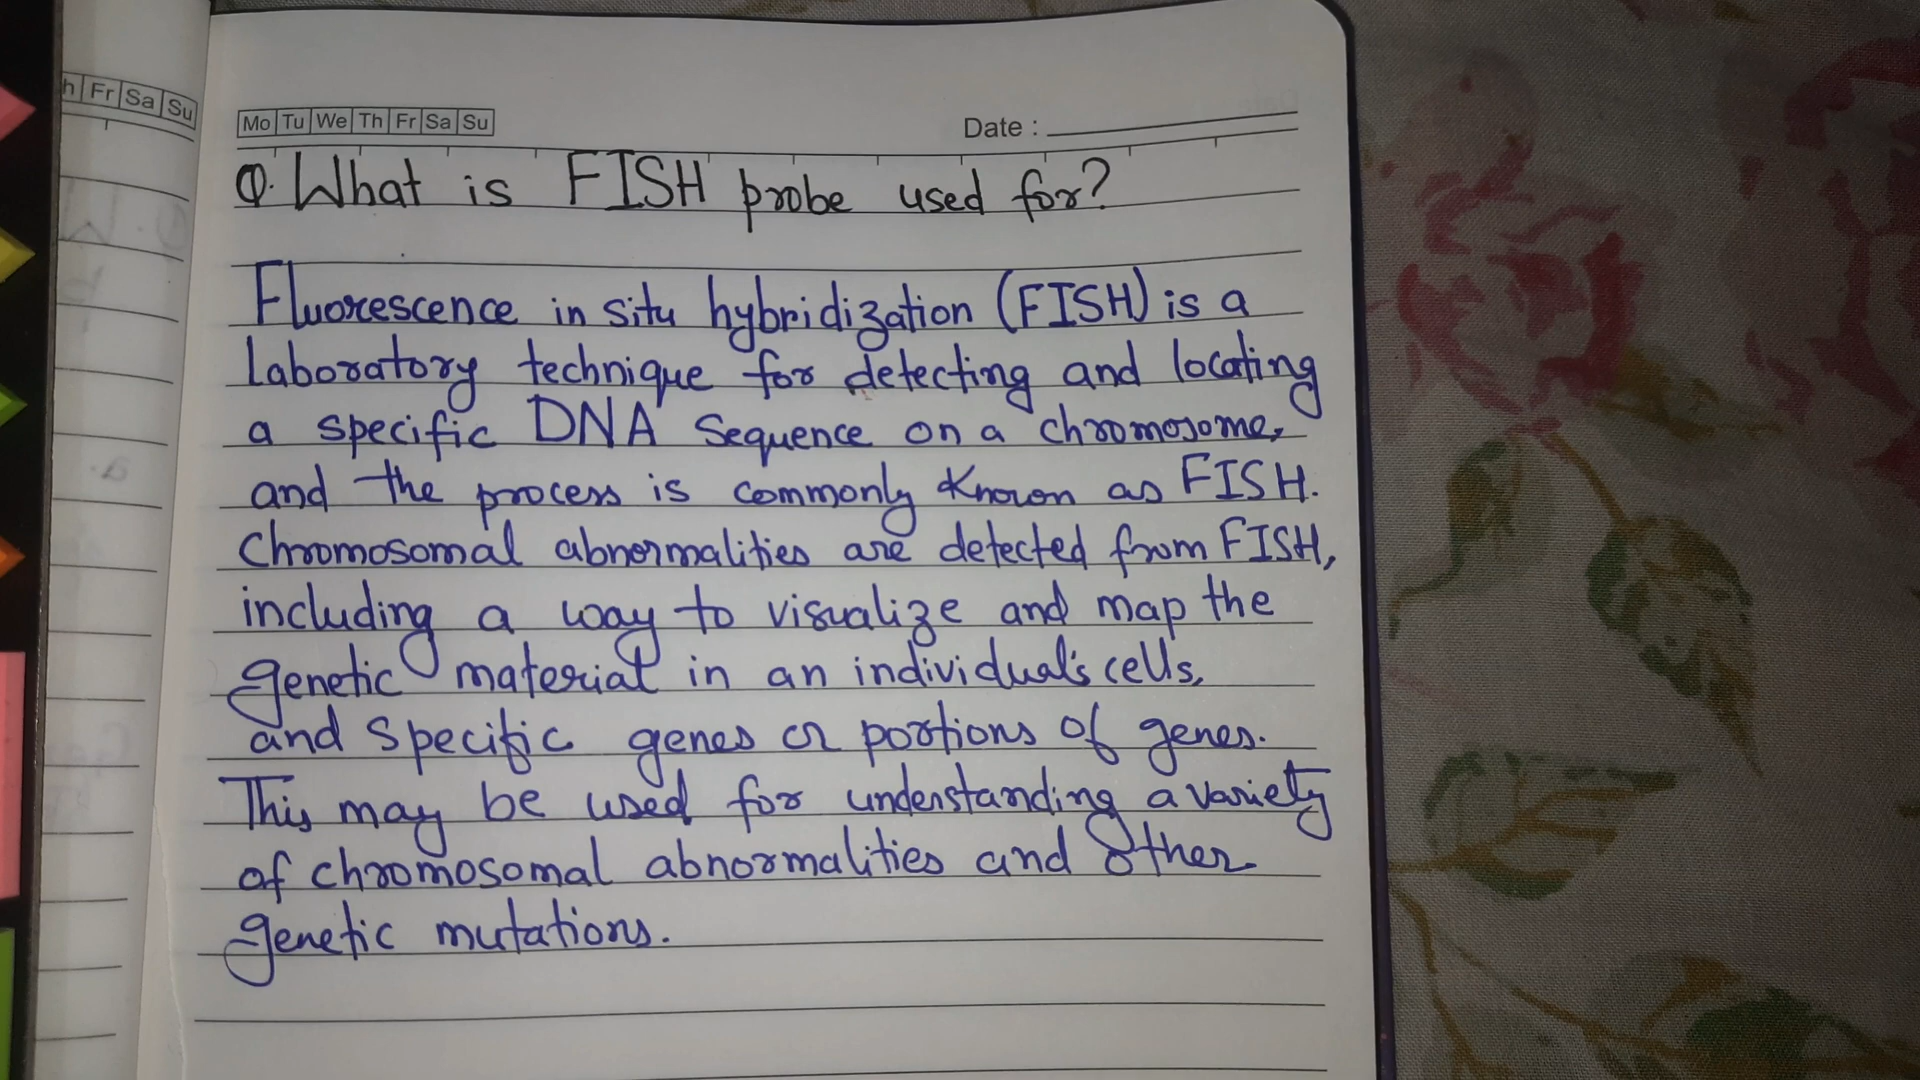 h Fr Sa Su
Mo Tu We Th Fr Sa Su
Date :
Q. What is FISH probe used for?
Fluorescence in situ hybridization (FISH) is a
laboratory technique for detecting and locating
a specific DNA sequence on a chromosome,
and the process is commonly known as FISH.
Chromosomal abnormalities are detected from FISH,
including a way to visualize and map the
genetic material in an individual's cells,
and specific genes or portions of genes.
This may be used for understanding a variety
of chromosomal abnormalities and other
genetic mutations.